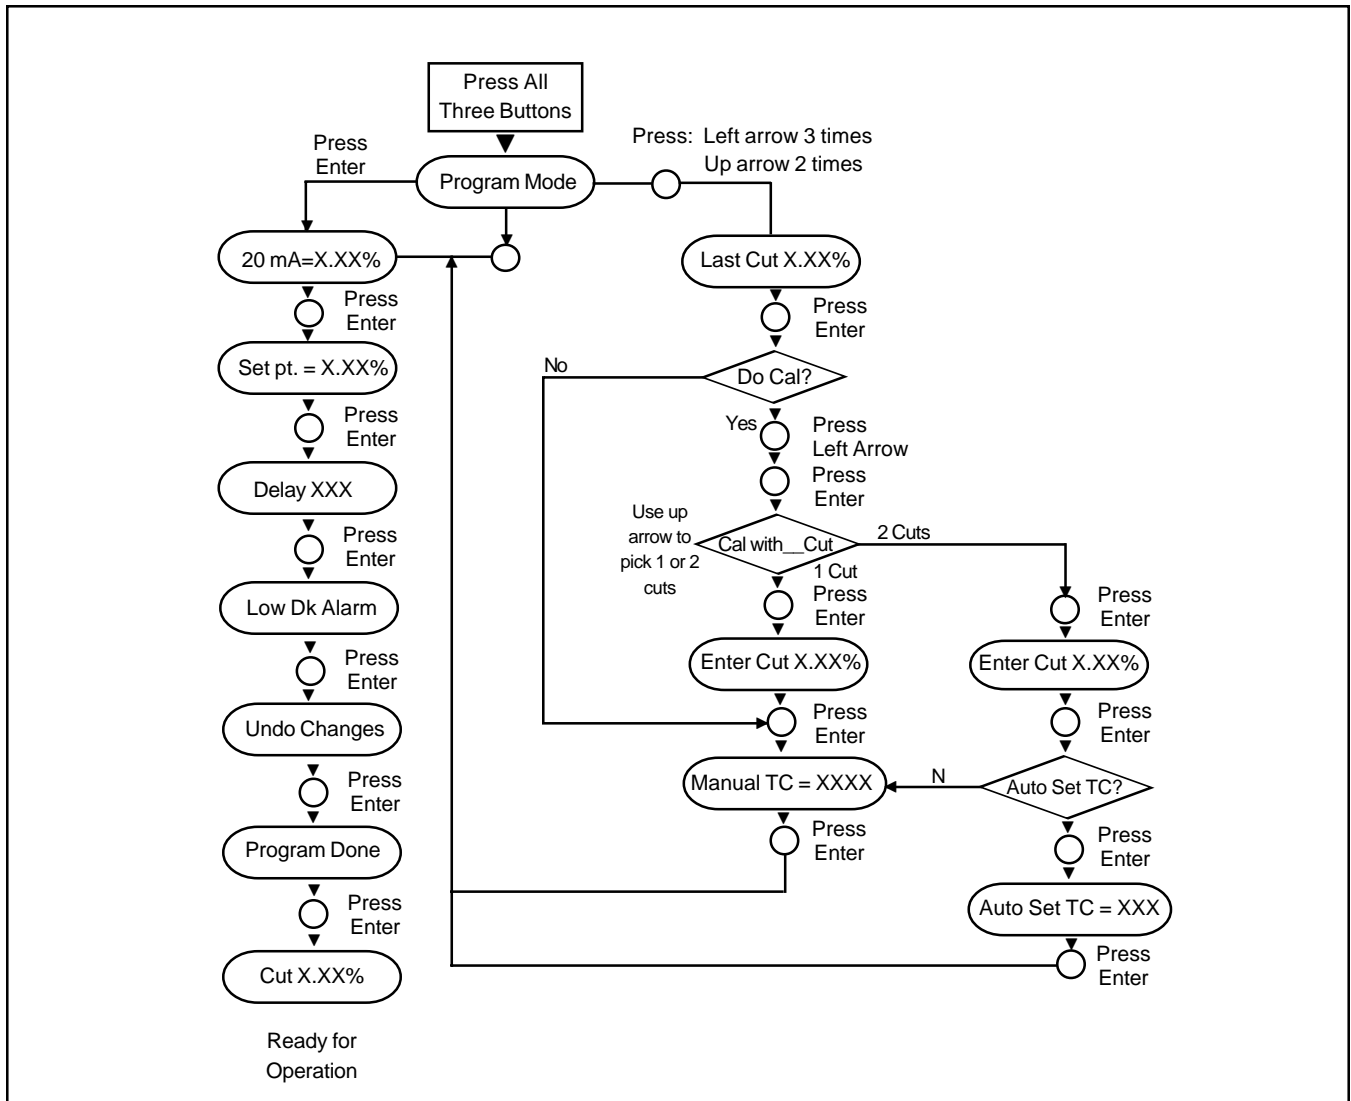 Press All
Three Buttons
Press
Enter
Program Mode
Press: Left arrow 3 times
Up arrow 2 times
20 mA=X.XX%
Press
Enter
Set pt. = X.XX%
Press
Enter
Delay XXX
Press
Enter
Low Dk Alarm
Press
Enter
Undo Changes
Press
Enter
Program Done
Press
Enter
Cut X.XX%
Ready for
Operation
Last Cut X.XX%
Press
Enter
Do Cal?
No
Yes
Press
Left Arrow
Press
Enter
Use up
arrow to
pick 1 or 2
cuts
Cal with__Cut
2 Cuts
1 Cut
Press
Enter
Enter Cut X.XX%
Press
Enter
Manual TC = XXXX
Press
Enter
Press
Enter
Enter Cut X.XX%
Press
Enter
Auto Set TC?
N
Press
Enter
Auto Set TC = XXX
Press
Enter